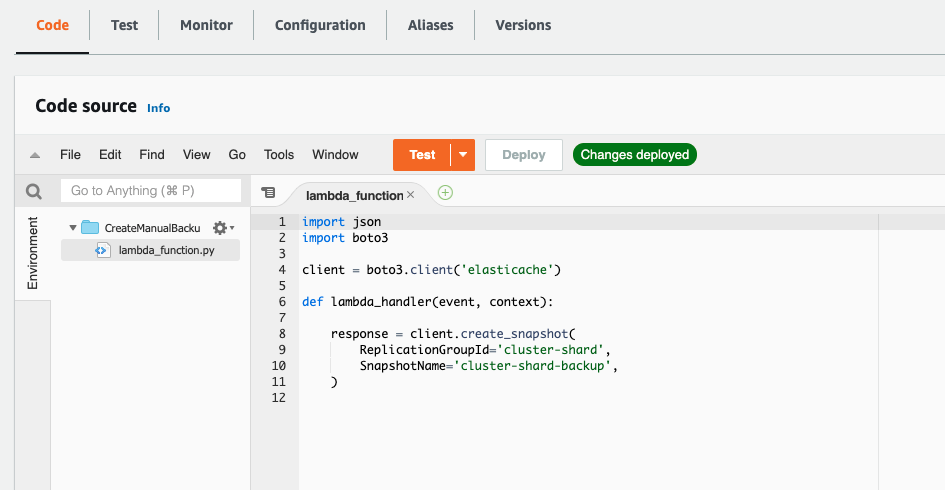 Code Test Monitor Configuration Aliases Versions
Code source Info
File Edit Find View Go Tools Window Test Deploy Changes deployed
Go to Anything (⌘ P)
lambda_function ×
Environment
CreateManualBacku
lambda_function.py
1 import json
2 import boto3
3
4 client = boto3.client('elasticache')
5
6 def lambda_handler(event, context):
7
8     response = client.create_snapshot(
9         ReplicationGroupId='cluster-shard',
10         SnapshotName='cluster-shard-backup',
11     )
12